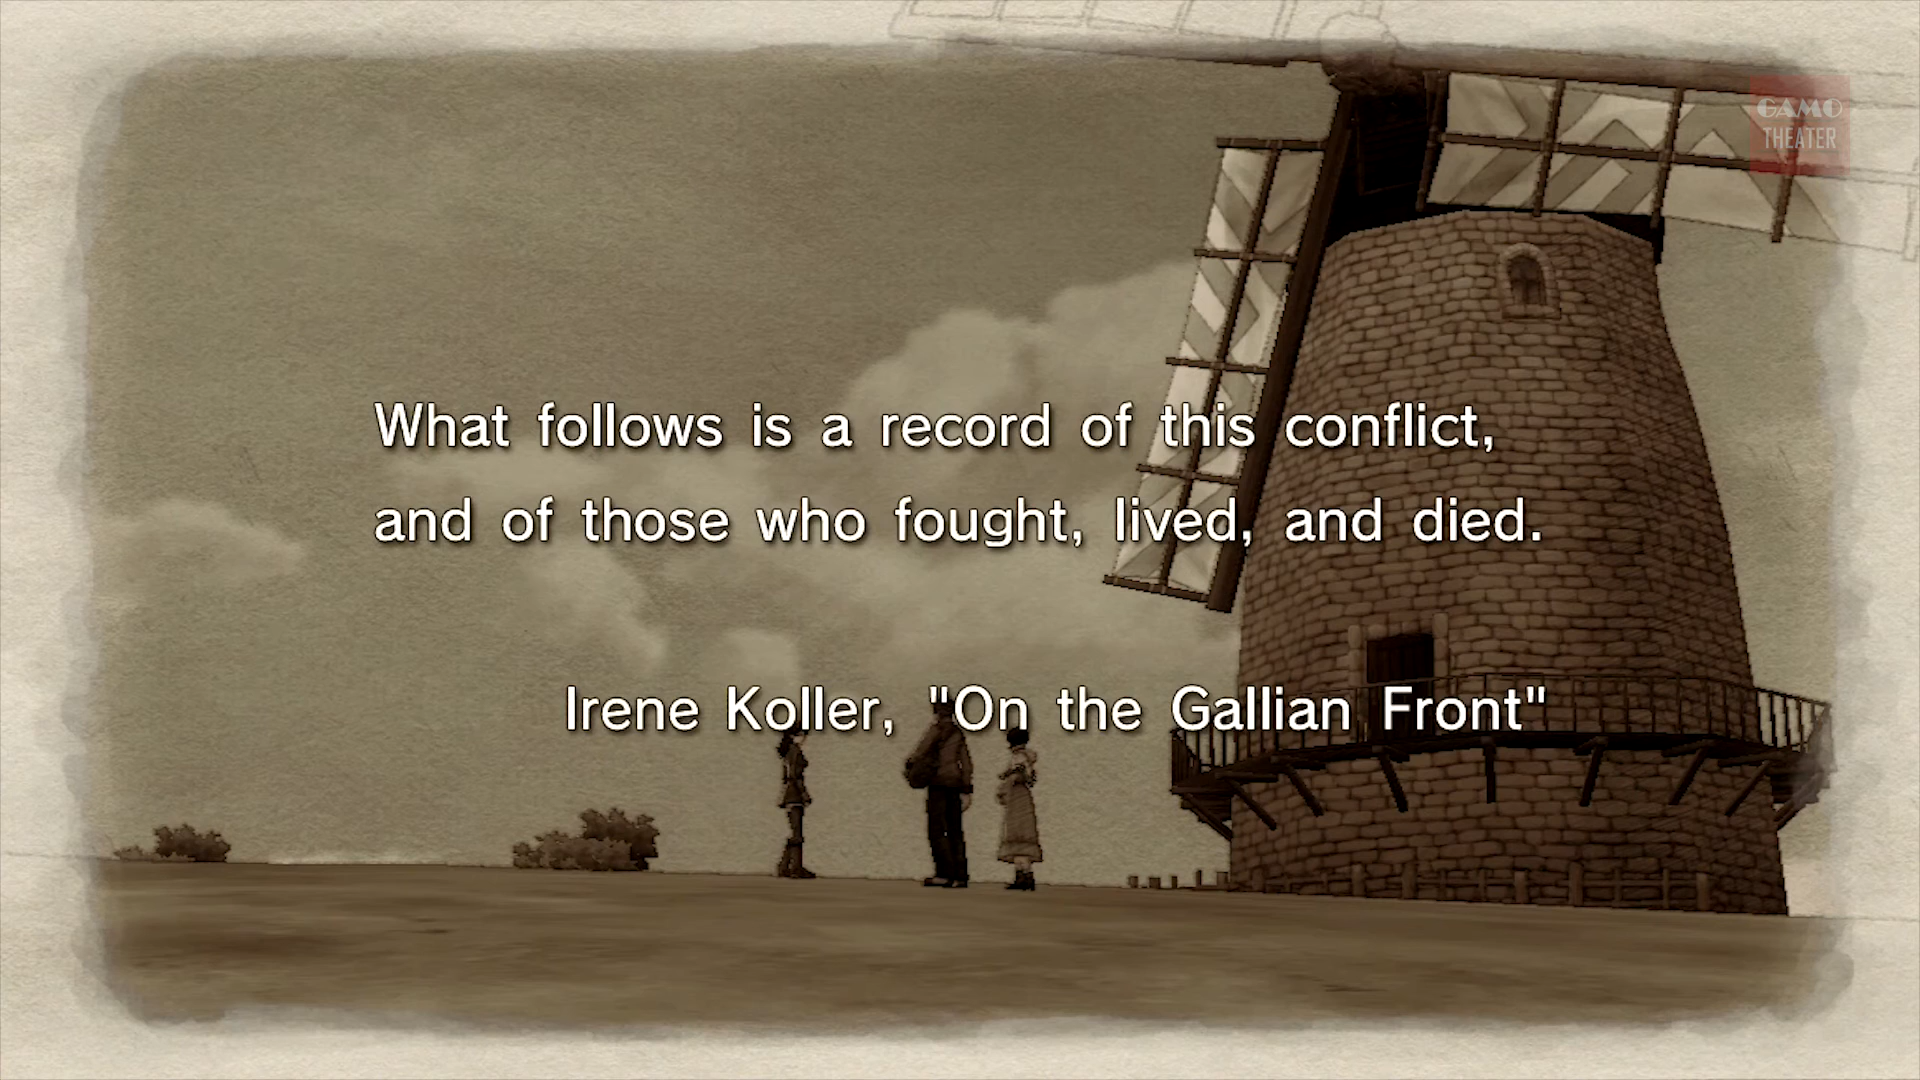 GAMO
THEATER
What follows is a record of this conflict,
and of those who fought, lived, and died.
Irene Koller, "On the Gallian Front"